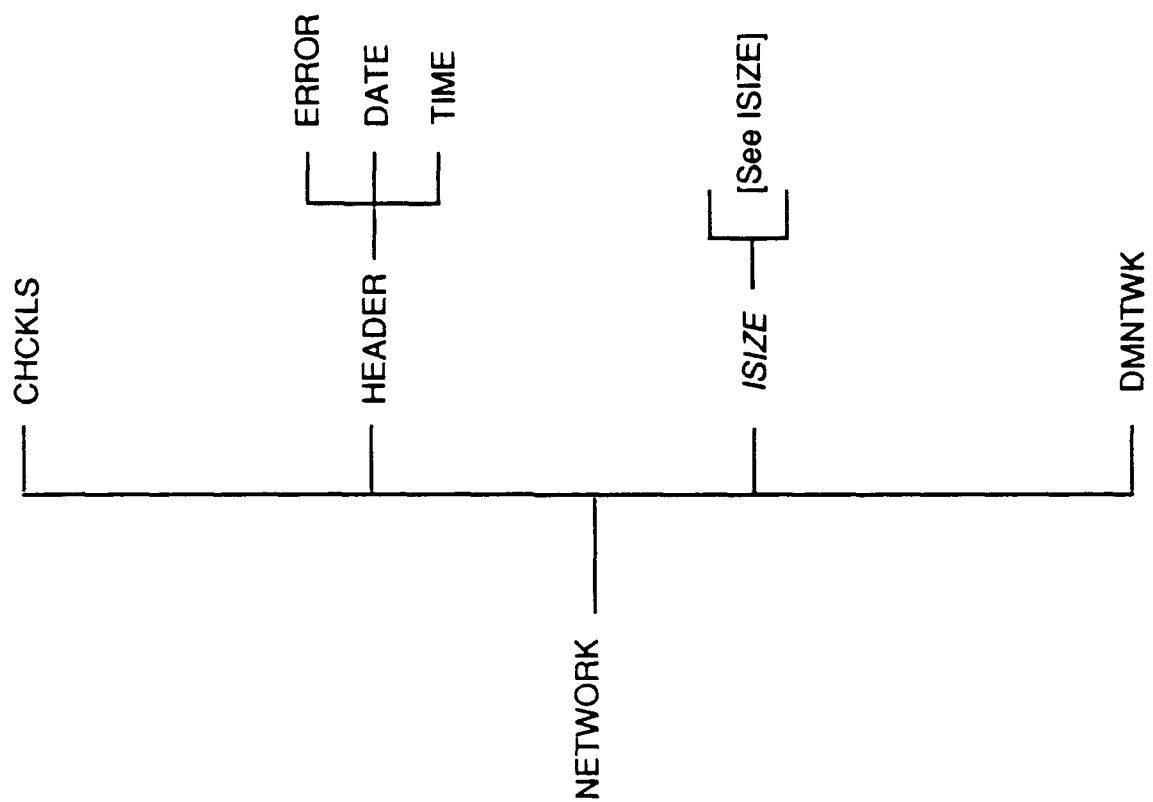 NETWORK
CHCKLS
HEADER
ERROR
DATE
TIME
ISIZE
[See ISIZE]
DMNTWK